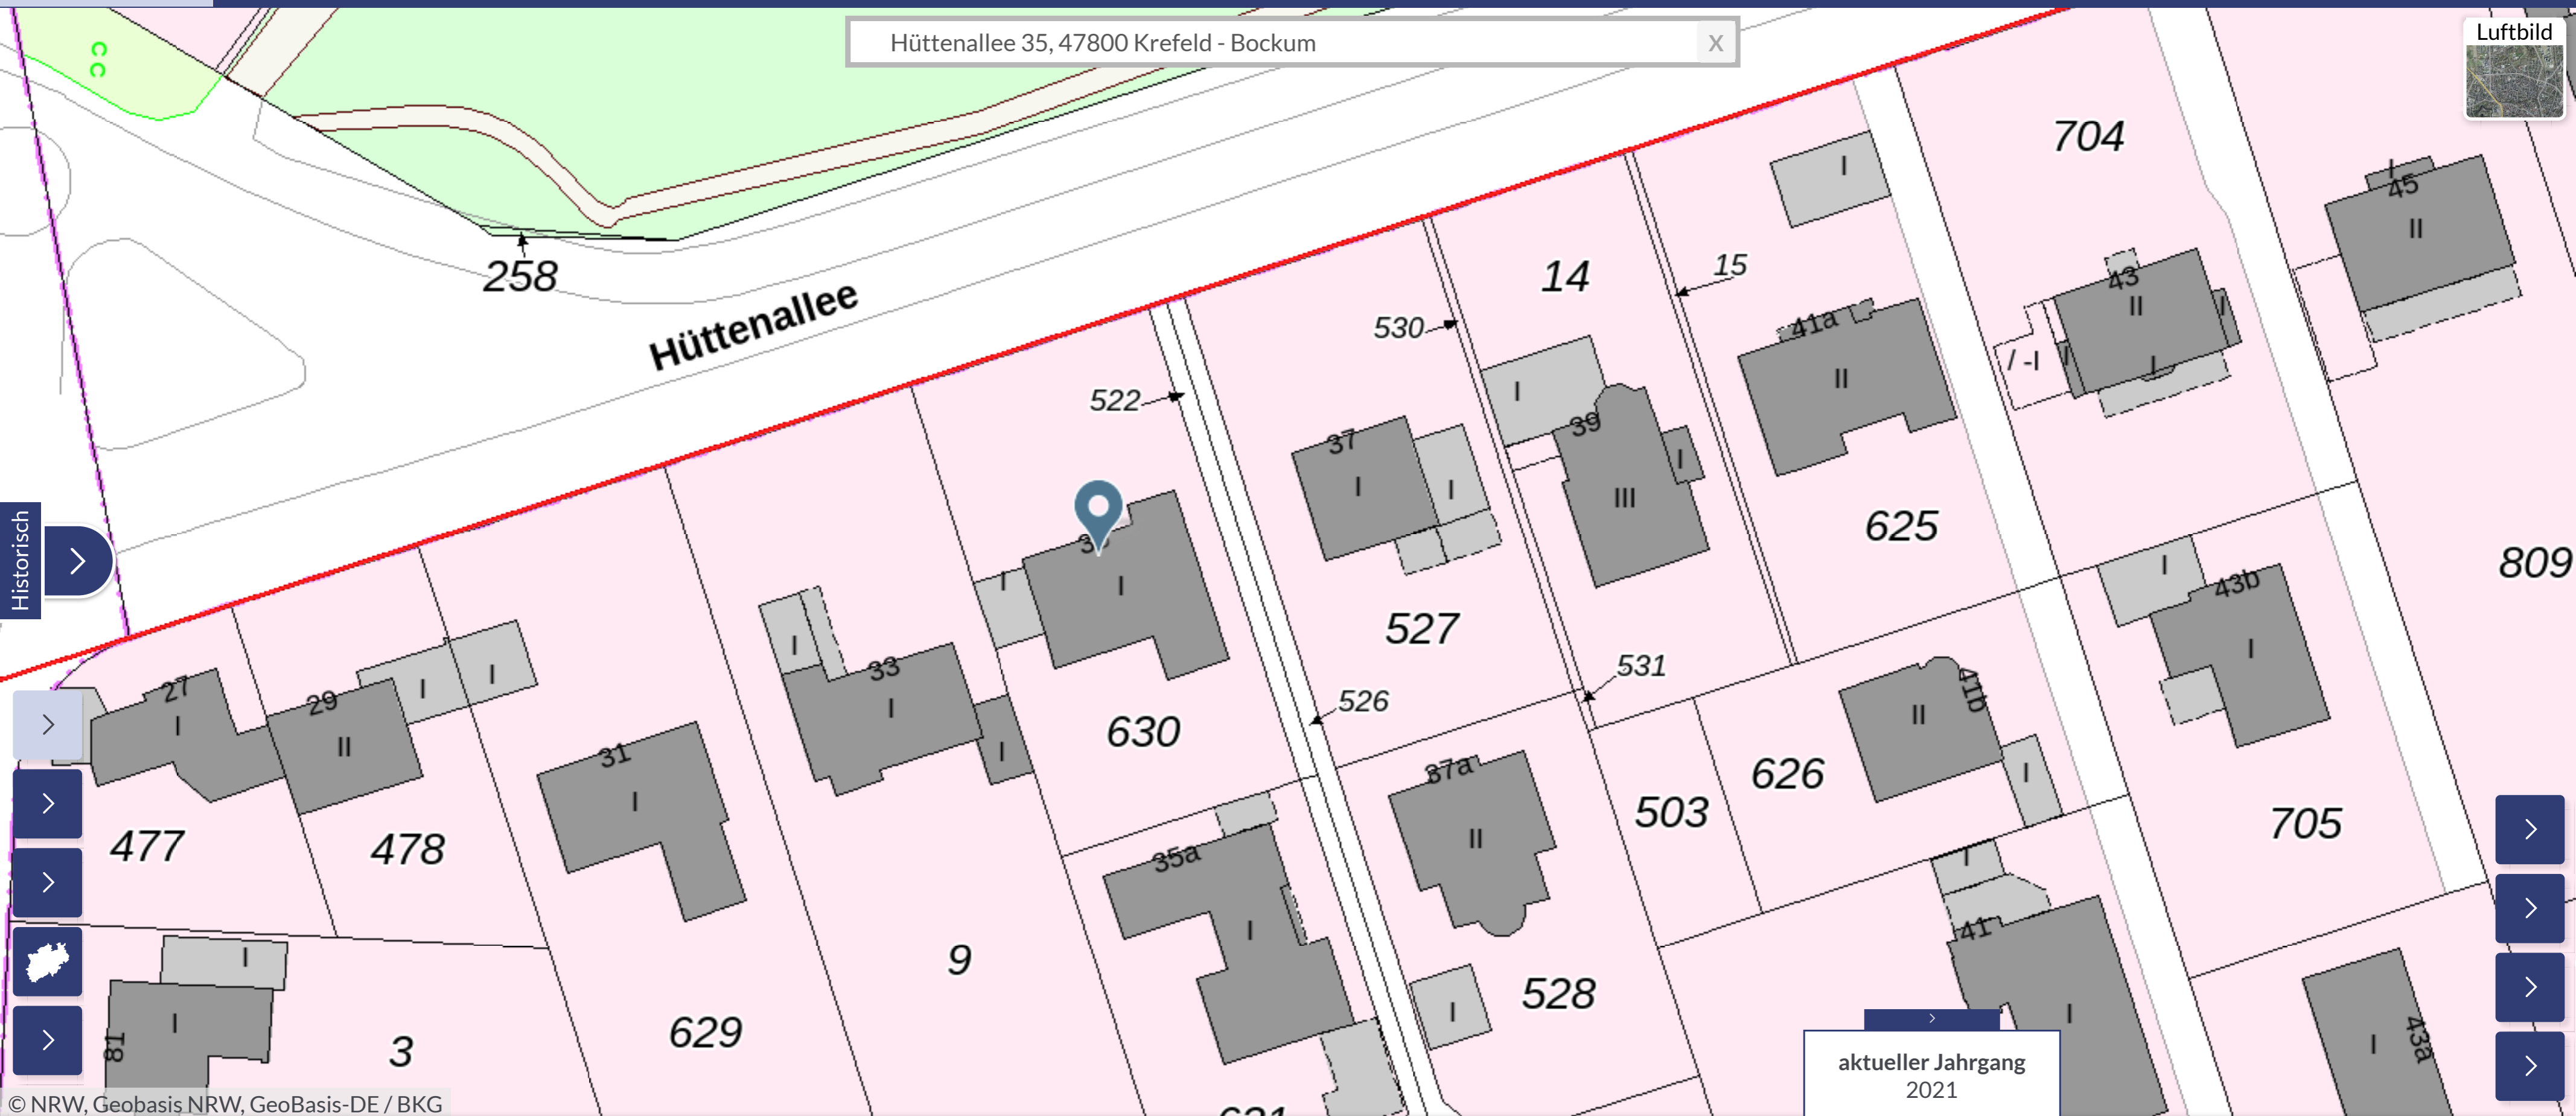 Hüttenallee 35, 47800 Krefeld - Bockum
X
Luftbild
C C
704
45
I
II
258
14
15
I
Hüttenallee
530
41a
II
43
II
I
I
/ -I
I
522
37
I
I
I
39
I
III
625
809
Historisch
I
I
527
I
43b
I
27
I
29
II
I
I
33
I
I
31
I
630
526
531
41b
II
626
I
477
478
37a
II
503
705
35a
I
9
41
I
I
I
81
3
629
I
528
I
43a
aktueller Jahrgang
2021
© NRW, Geobasis NRW, GeoBasis-DE / BKG